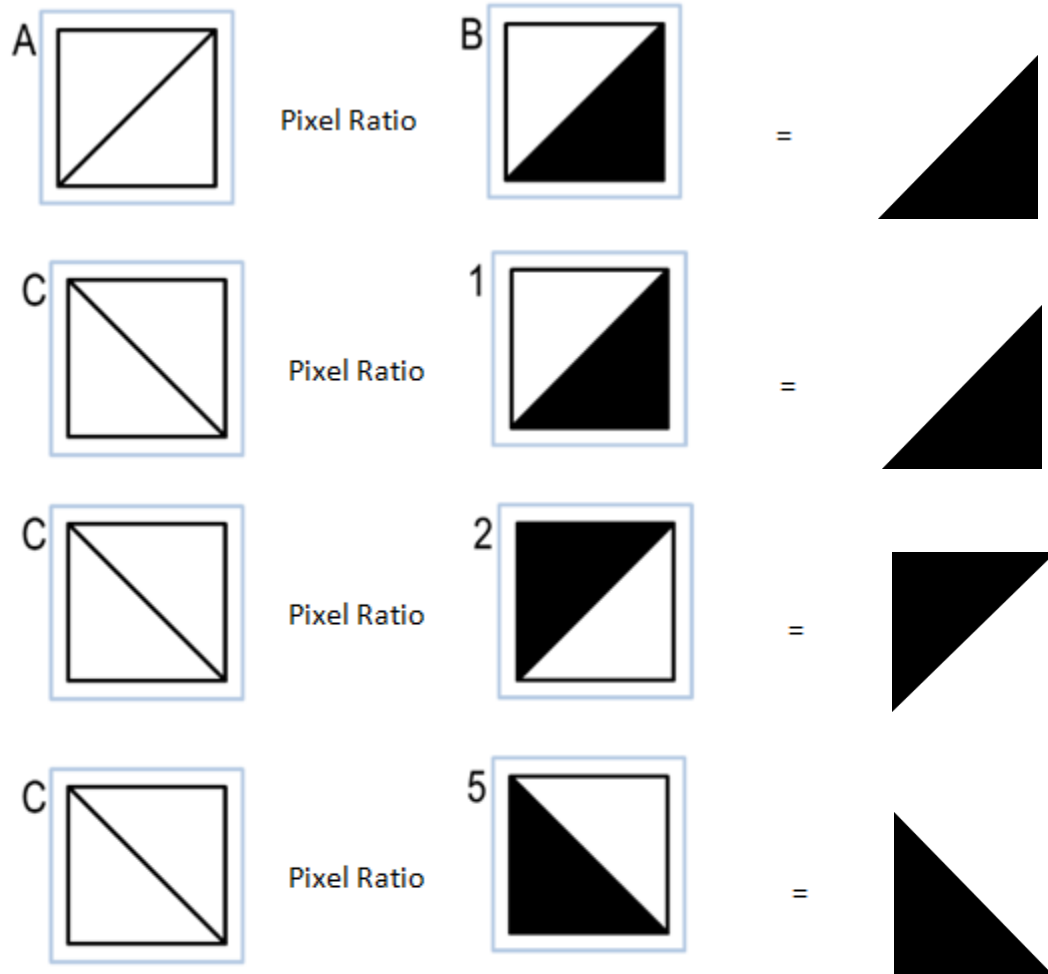 A Pixel Ratio B =
C Pixel Ratio 1 =
C Pixel Ratio 2 =
C Pixel Ratio 5 =